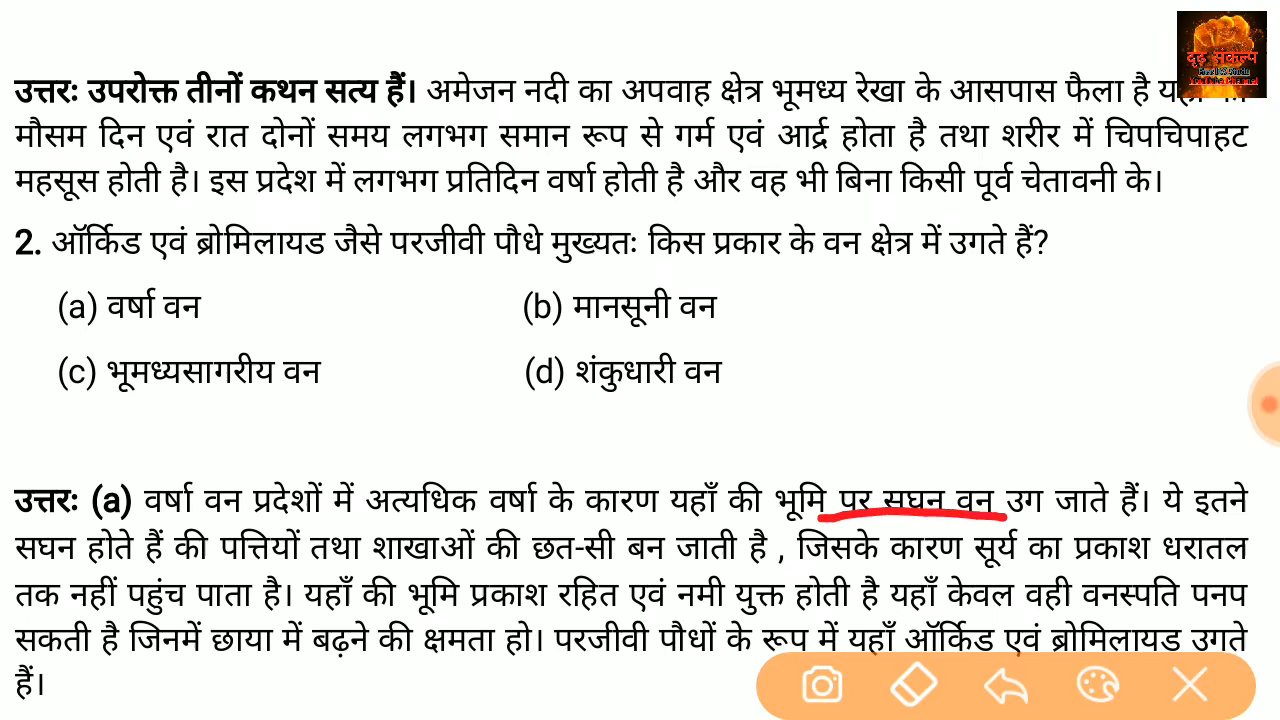 दृढ़ संकल्प
उत्तरः उपरोक्त तीनों कथन सत्य हैं। अमेजन नदी का अपवाह क्षेत्र भूमध्य रेखा के आसपास फैला है
मौसम दिन एवं रात दोनों समय लगभग समान रूप से गर्म एवं आर्द्र होता है तथा शरीर में चिपचिपाहट
महसूस होती है। इस प्रदेश में लगभग प्रतिदिन वर्षा होती है और वह भी बिना किसी पूर्व चेतावनी के।
2. ऑर्किड एवं ब्रोमिलायड जैसे परजीवी पौधे मुख्यतः किस प्रकार के वन क्षेत्र में उगते हैं?
(a) वर्षा वन (b) मानसूनी वन
(c) भूमध्यसागरीय वन (d) शंकुधारी वन
उत्तरः (a) वर्षा वन प्रदेशों में अत्यधिक वर्षा के कारण यहाँ की भूमि पर सघन वन उग जाते हैं। ये इतने
सघन होते हैं की पत्तियों तथा शाखाओं की छत-सी बन जाती है , जिसके कारण सूर्य का प्रकाश धरातल
तक नहीं पहुंच पाता है। यहाँ की भूमि प्रकाश रहित एवं नमी युक्त होती है यहाँ केवल वही वनस्पति पनप
सकती है जिनमें छाया में बढ़ने की क्षमता हो। परजीवी पौधों के रूप में यहाँ ऑर्किड एवं ब्रोमिलायड उगते
हैं।